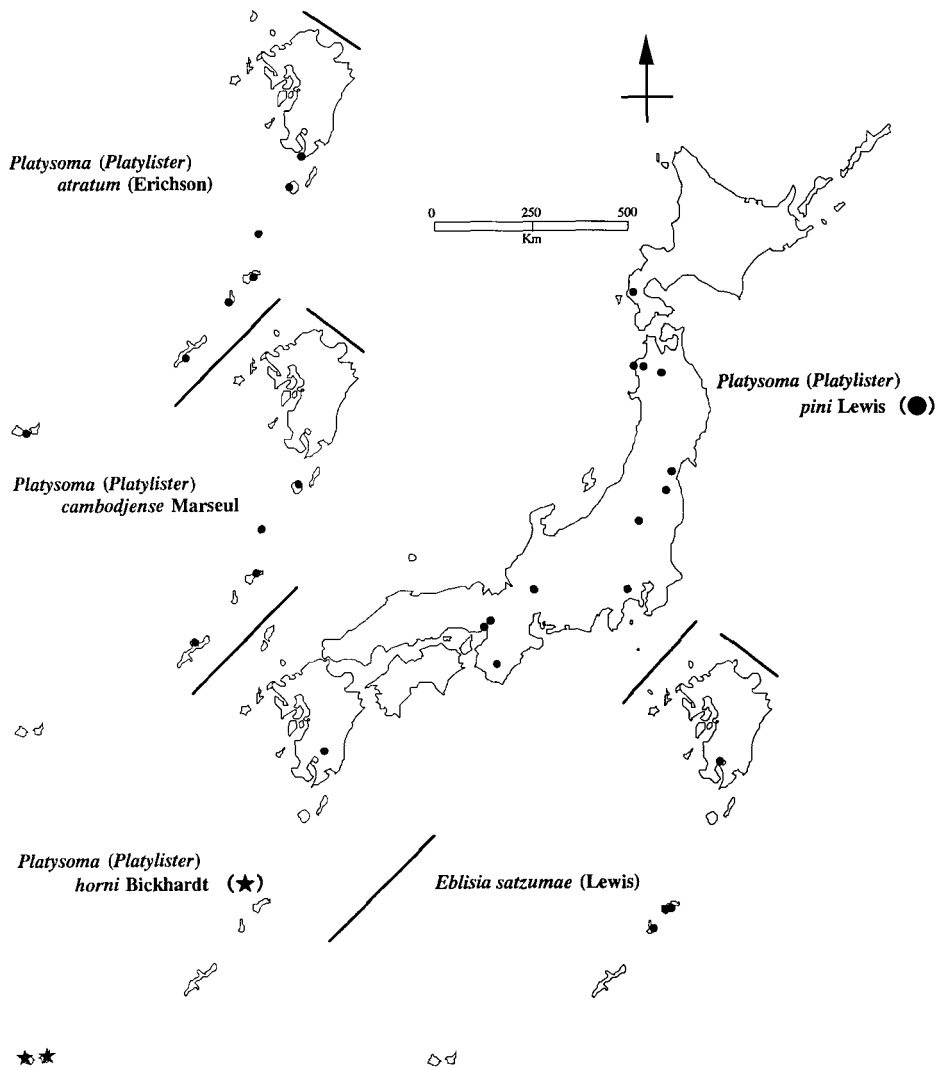 Platysoma (Platylister)
atratum (Erichson)
0 250 500
Km
Platysoma (Platylister)
pini Lewis (●)
Platysoma (Platylister)
cambodjense Marseul
Platysoma (Platylister)
horni Bickhardt (★)
Eblisia satzumae (Lewis)